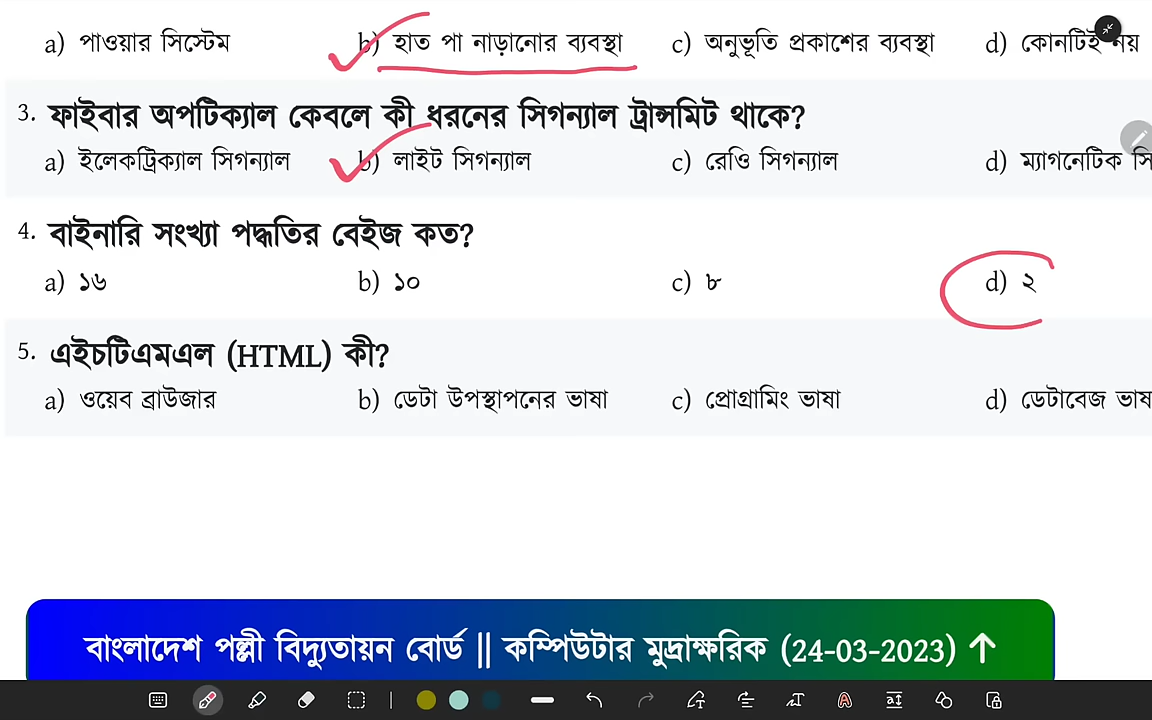 a) পাওয়ার সিস্টেম b) হাত পা নাড়ানোর ব্যবস্থা c) অনুভূতি প্রকাশের ব্যবস্থা d) কোনটিই নয়
3. ফাইবার অপটিক্যাল কেবলে কী ধরনের সিগন্যাল ট্রান্সমিট থাকে?
a) ইলেকট্রিক্যাল সিগন্যাল b) লাইট সিগন্যাল c) রেডিও সিগন্যাল d) ম্যাগনেটিক সি
4. বাইনারি সংখ্যা পদ্ধতির বেইজ কত?
a) ১৬ b) ১০ c) ৮ d) ২
5. এইচটিএমএল (HTML) কী?
a) ওয়েব ব্রাউজার b) ডেটা উপস্থাপনের ভাষা c) প্রোগ্রামিং ভাষা d) ডেটাবেজ ভাষ
বাংলাদেশ পল্লী বিদ্যুতায়ন বোর্ড || কম্পিউটার মুদ্রাক্ষরিক (24-03-2023) ↑